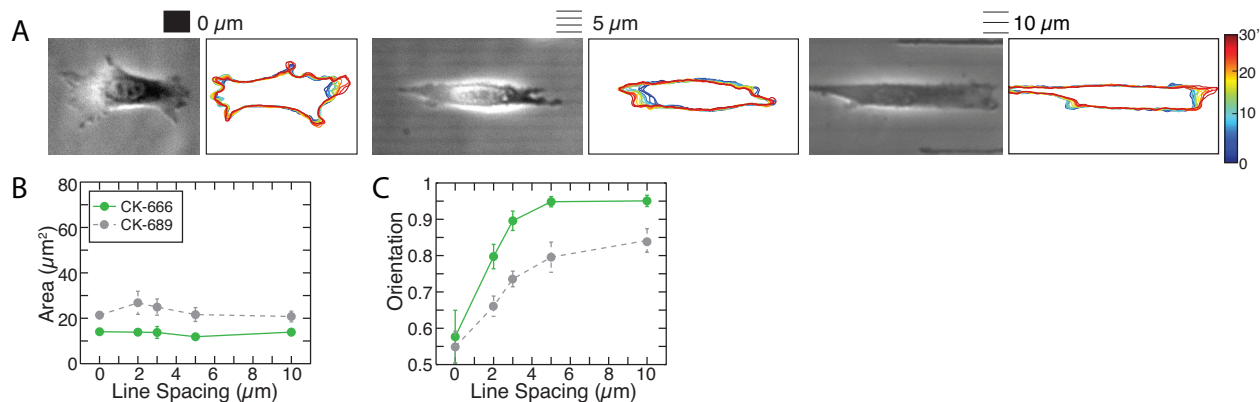 A
0 µm
5 µm
10 µm
30'
20
10
0
B
80
60
40
20
0
Area (µm²)
CK-666
CK-689
0 2 4 6 8 10
Line Spacing (µm)
C
1
0.9
0.8
0.7
0.6
0.5
Orientation
0 2 4 6 8 10
Line Spacing (µm)